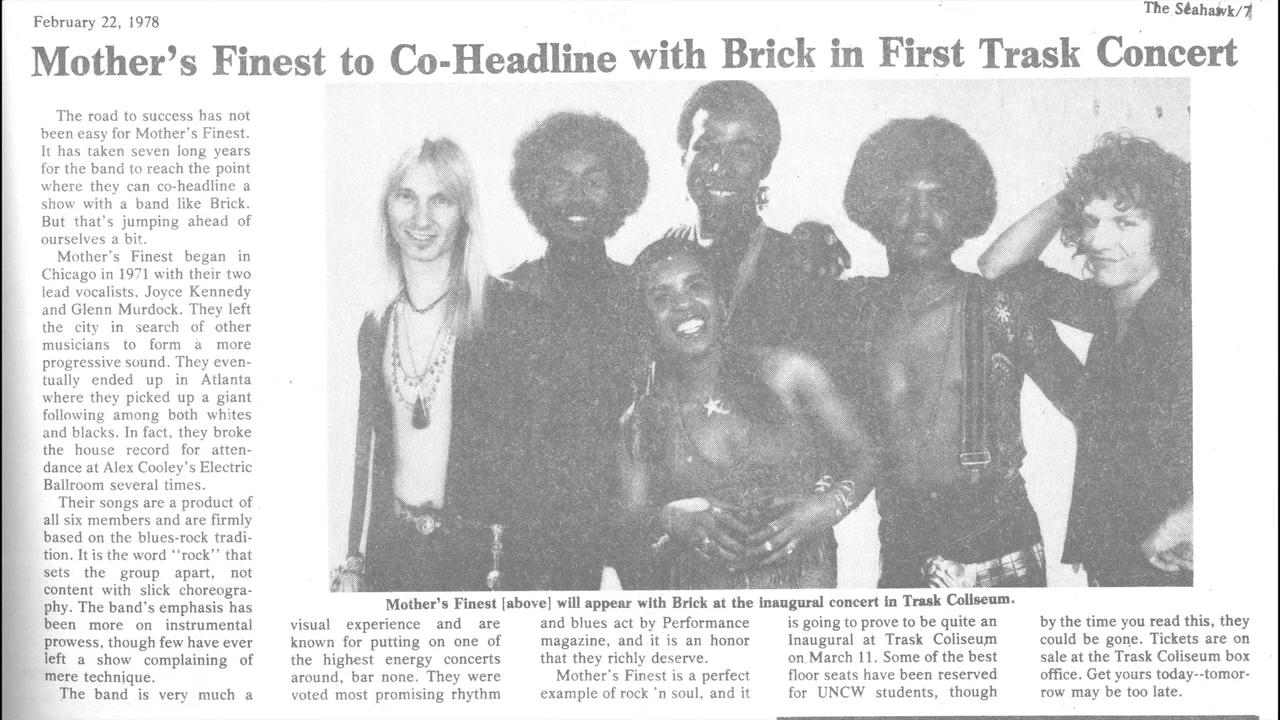 February 22, 1978
The Seahawk/7
Mother's Finest to Co-Headline with Brick in First Trask Concert
The road to success has not
been easy for Mother's Finest.
It has taken seven long years
for the band to reach the point
where they can co-headline a
show with a band like Brick.
But that's jumping ahead of
ourselves a bit.
Mother's Finest began in
Chicago in 1971 with their two
lead vocalists, Joyce Kennedy
and Glenn Murdock. They left
the city in search of other
musicians to form a more
progressive sound. They even-
tually ended up in Atlanta
where they picked up a giant
following among both whites
and blacks. In fact, they broke
the house record for atten-
dance at Alex Cooley's Electric
Ballroom several times.
Their songs are a product of
all six members and are firmly
based on the blues-rock tradi-
tion. It is the word "rock" that
sets the group apart, not
content with slick choreogra-
phy. The band's emphasis has
been more on instrumental
prowess, though few have ever
left a show complaining of
mere technique.
The band is very much a
Mother's Finest [above] will appear with Brick at the inaugural concert in Trask Coliseum.
visual experience and are
known for putting on one of
the highest energy concerts
around, bar none. They were
voted most promising rhythm
and blues act by Performance
magazine, and it is an honor
that they richly deserve.
Mother's Finest is a perfect
example of rock 'n soul, and it
is going to prove to be quite an
Inaugural at Trask Coliseum
on March 11. Some of the best
floor seats have been reserved
for UNCW students, though
by the time you read this, they
could be gone. Tickets are on
sale at the Trask Coliseum box
office. Get yours today--tomor-
row may be too late.